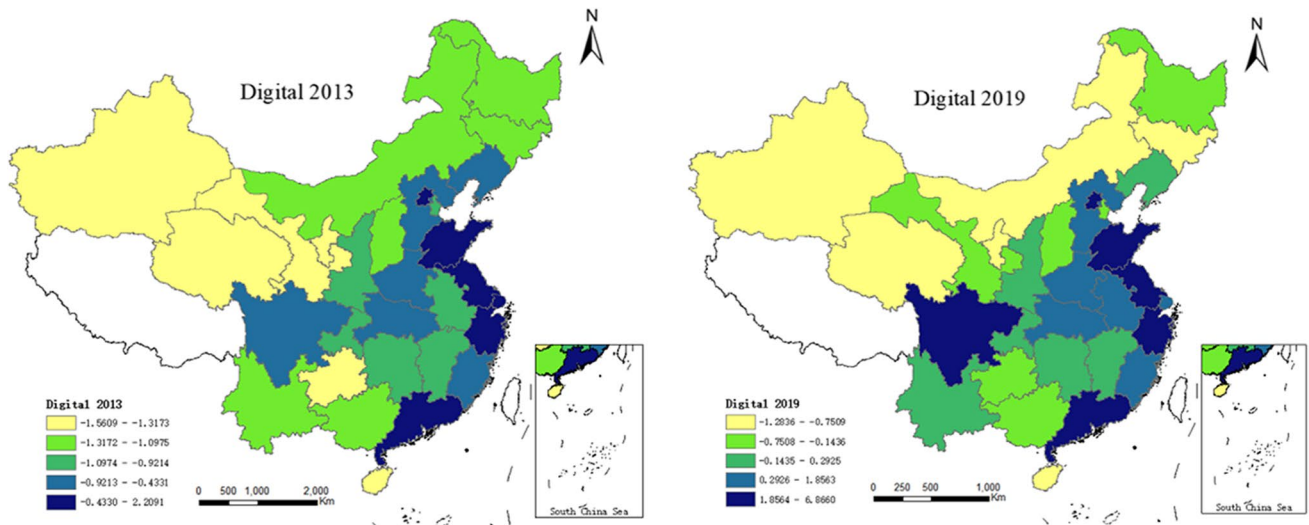 N
Digital 2013
Digital 2013
-1.5609 - -1.3173
-1.3172 - -1.0975
-1.0974 - -0.9214
-0.9213 - -0.4331
-0.4330 - 2.2091
0 500 1,000 2,000
Km
South China Sea
N
Digital 2019
Digital 2019
-1.2836 - -0.7509
-0.7508 - -0.1436
-0.1435 - 0.2925
0.2926 - 1.8563
1.8564 - 6.8660
0 250 500 1,000
Km
South China Sea